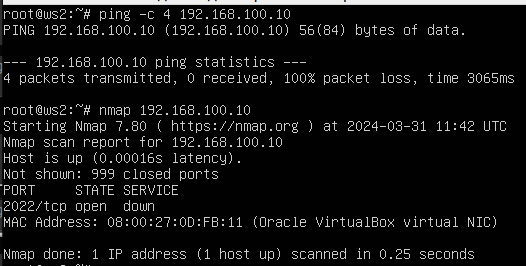 root@ws2:~# ping -c 4 192.168.100.10
PING 192.168.100.10 (192.168.100.10) 56(84) bytes of data.
--- 192.168.100.10 ping statistics ---
4 packets transmitted, 0 received, 100% packet loss, time 3065ms
root@ws2:~# nmap 192.168.100.10
Starting Nmap 7.80 ( https://nmap.org ) at 2024-03-31 11:42 UTC
Nmap scan report for 192.168.100.10
Host is up (0.00016s latency).
Not shown: 999 closed ports
PORT     STATE SERVICE
2022/tcp open  down
MAC Address: 08:00:27:0D:FB:11 (Oracle VirtualBox virtual NIC)
Nmap done: 1 IP address (1 host up) scanned in 0.25 seconds